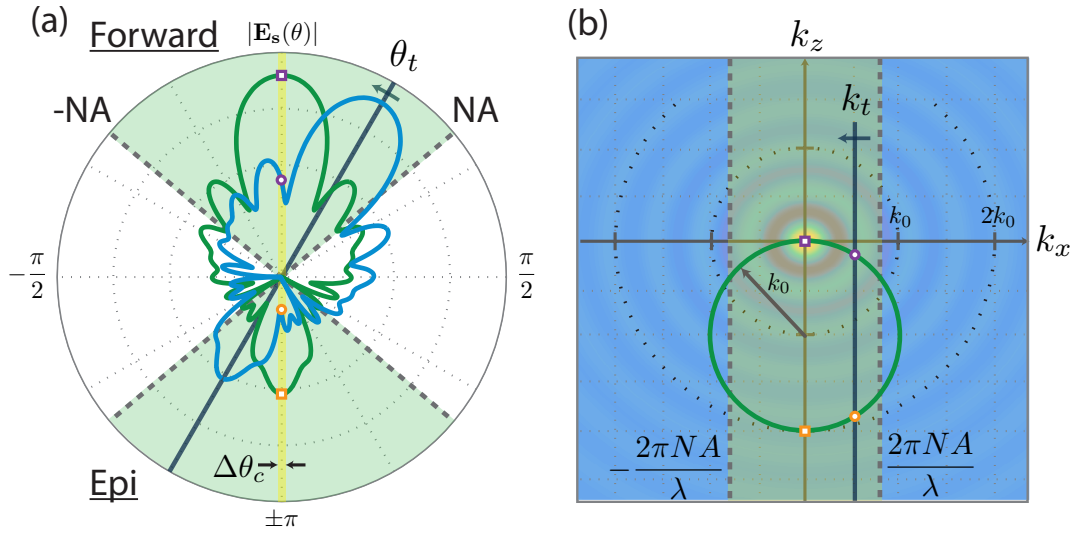 (a)
Forward
|E_s(θ)|
θ_t
-NA
NA
-π/2
π/2
Δθ_c
Epi
±π
(b)
k_z
k_t
k_0
2k_0
k_x
k_0
-2πNA/λ
2πNA/λ